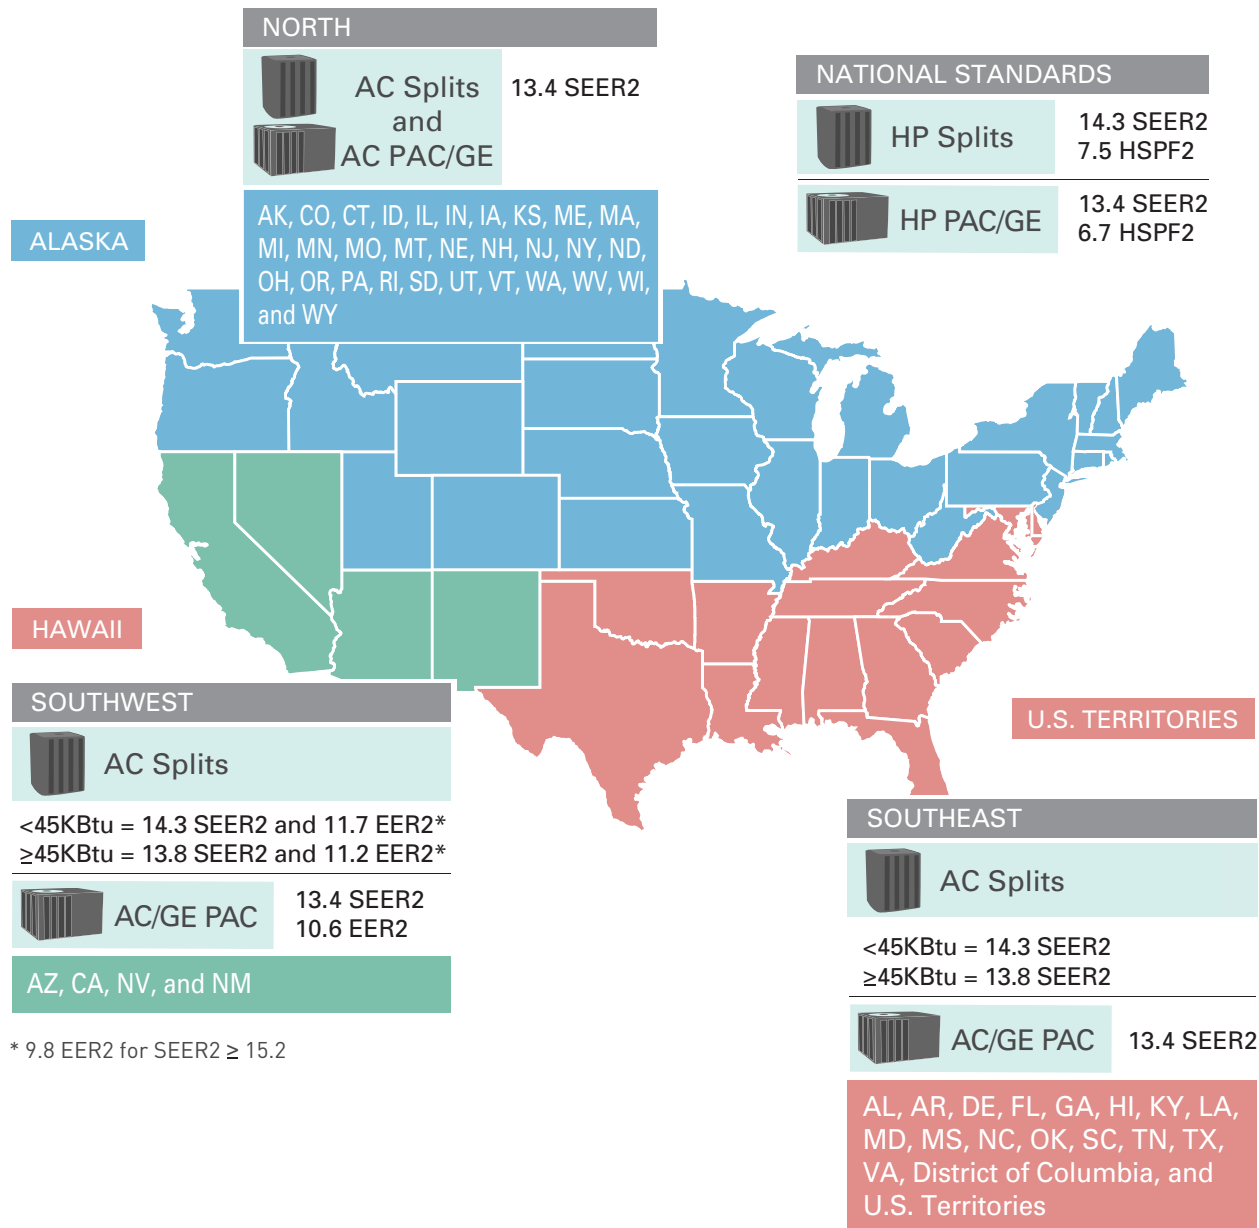 NORTH
AC Splits
and
AC PAC/GE
13.4 SEER2
AK, CO, CT, ID, IL, IN, IA, KS, ME, MA,
MI, MN, MO, MT, NE, NH, NJ, NY, ND,
OH, OR, PA, RI, SD, UT, VT, WA, WV, WI,
and WY
NATIONAL STANDARDS
HP Splits
14.3 SEER2
7.5 HSPF2
HP PAC/GE
13.4 SEER2
6.7 HSPF2
ALASKA
HAWAII
SOUTHWEST
AC Splits
<45KBtu = 14.3 SEER2 and 11.7 EER2*
≥45KBtu = 13.8 SEER2 and 11.2 EER2*
AC/GE PAC
13.4 SEER2
10.6 EER2
AZ, CA, NV, and NM
* 9.8 EER2 for SEER2 ≥ 15.2
U.S. TERRITORIES
SOUTHEAST
AC Splits
<45KBtu = 14.3 SEER2
≥45KBtu = 13.8 SEER2
AC/GE PAC
13.4 SEER2
AL, AR, DE, FL, GA, HI, KY, LA,
MD, MS, NC, OK, SC, TN, TX,
VA, District of Columbia, and
U.S. Territories